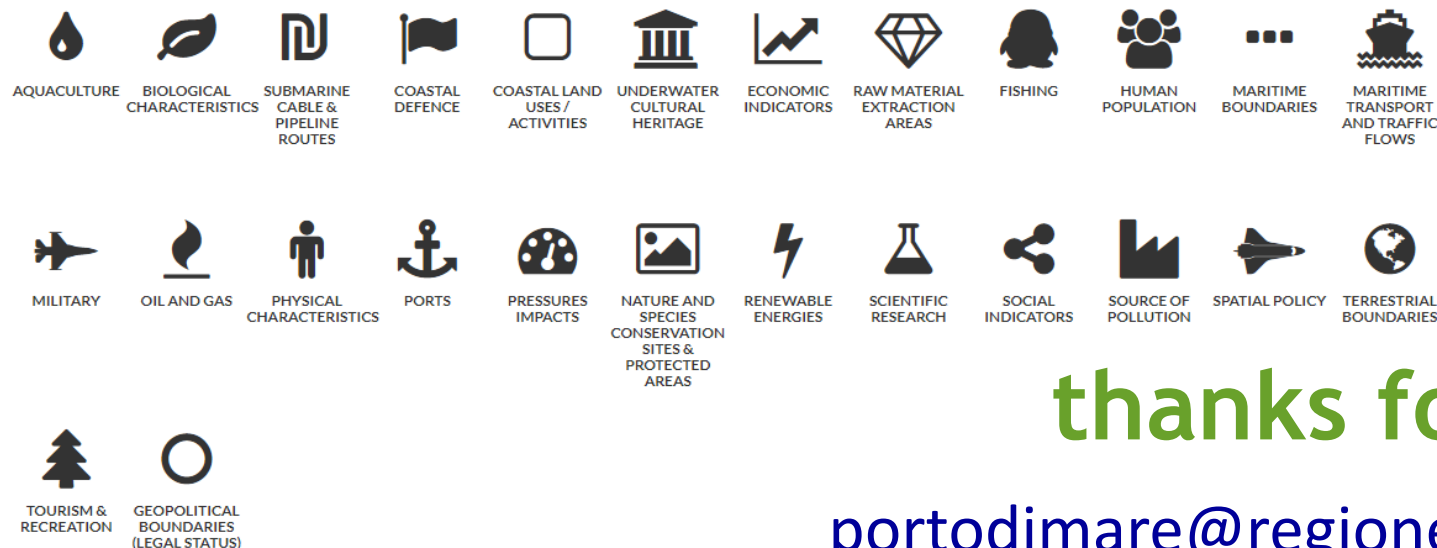 AQUACULTURE
BIOLOGICAL
CHARACTERISTICS
SUBMARINE
CABLE &
PIPELINE
ROUTES
COASTAL
DEFENCE
COASTAL LAND
USES /
ACTIVITIES
UNDERWATER
CULTURAL
HERITAGE
ECONOMIC
INDICATORS
RAW MATERIAL
EXTRACTION
AREAS
FISHING
HUMAN
POPULATION
MARITIME
BOUNDARIES
MARITIME
TRANSPORT
AND TRAFFIC
FLOWS
MILITARY
OIL AND GAS
PHYSICAL
CHARACTERISTICS
PORTS
PRESSURES
IMPACTS
NATURE AND
SPECIES
CONSERVATION
SITES &
PROTECTED
AREAS
RENEWABLE
ENERGIES
SCIENTIFIC
RESEARCH
SOCIAL
INDICATORS
SOURCE OF
POLLUTION
SPATIAL POLICY
TERRESTRIAL
BOUNDARIES
TOURISM &
RECREATION
GEOPOLITICAL
BOUNDARIES
(LEGAL STATUS)
thanks fo
portodimare@regione